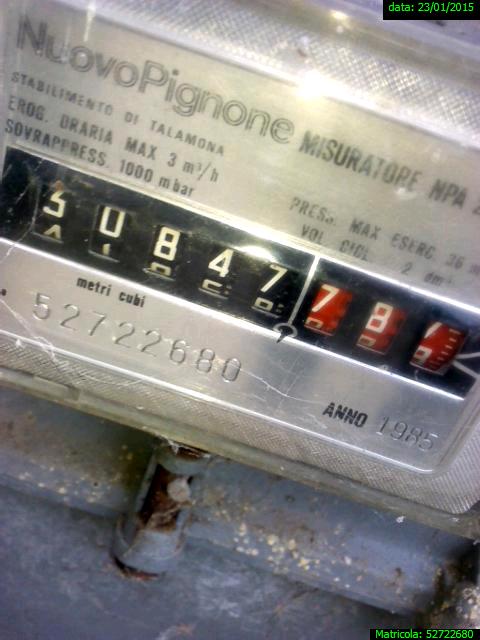 data: 23/01/2015
NuovoPignone
STABILIMENTO DI TALAMONA
EROG. ORARIA MAX 3 m³/h
SOVRAPPRESS. 1000 mbar
MISURATORE NPA
PRESS. MAX ESERC. 36
VOL. CICL. 2 dm³
30847 78
metri cubi
52722680
ANNO 1985
Matricola: 52722680